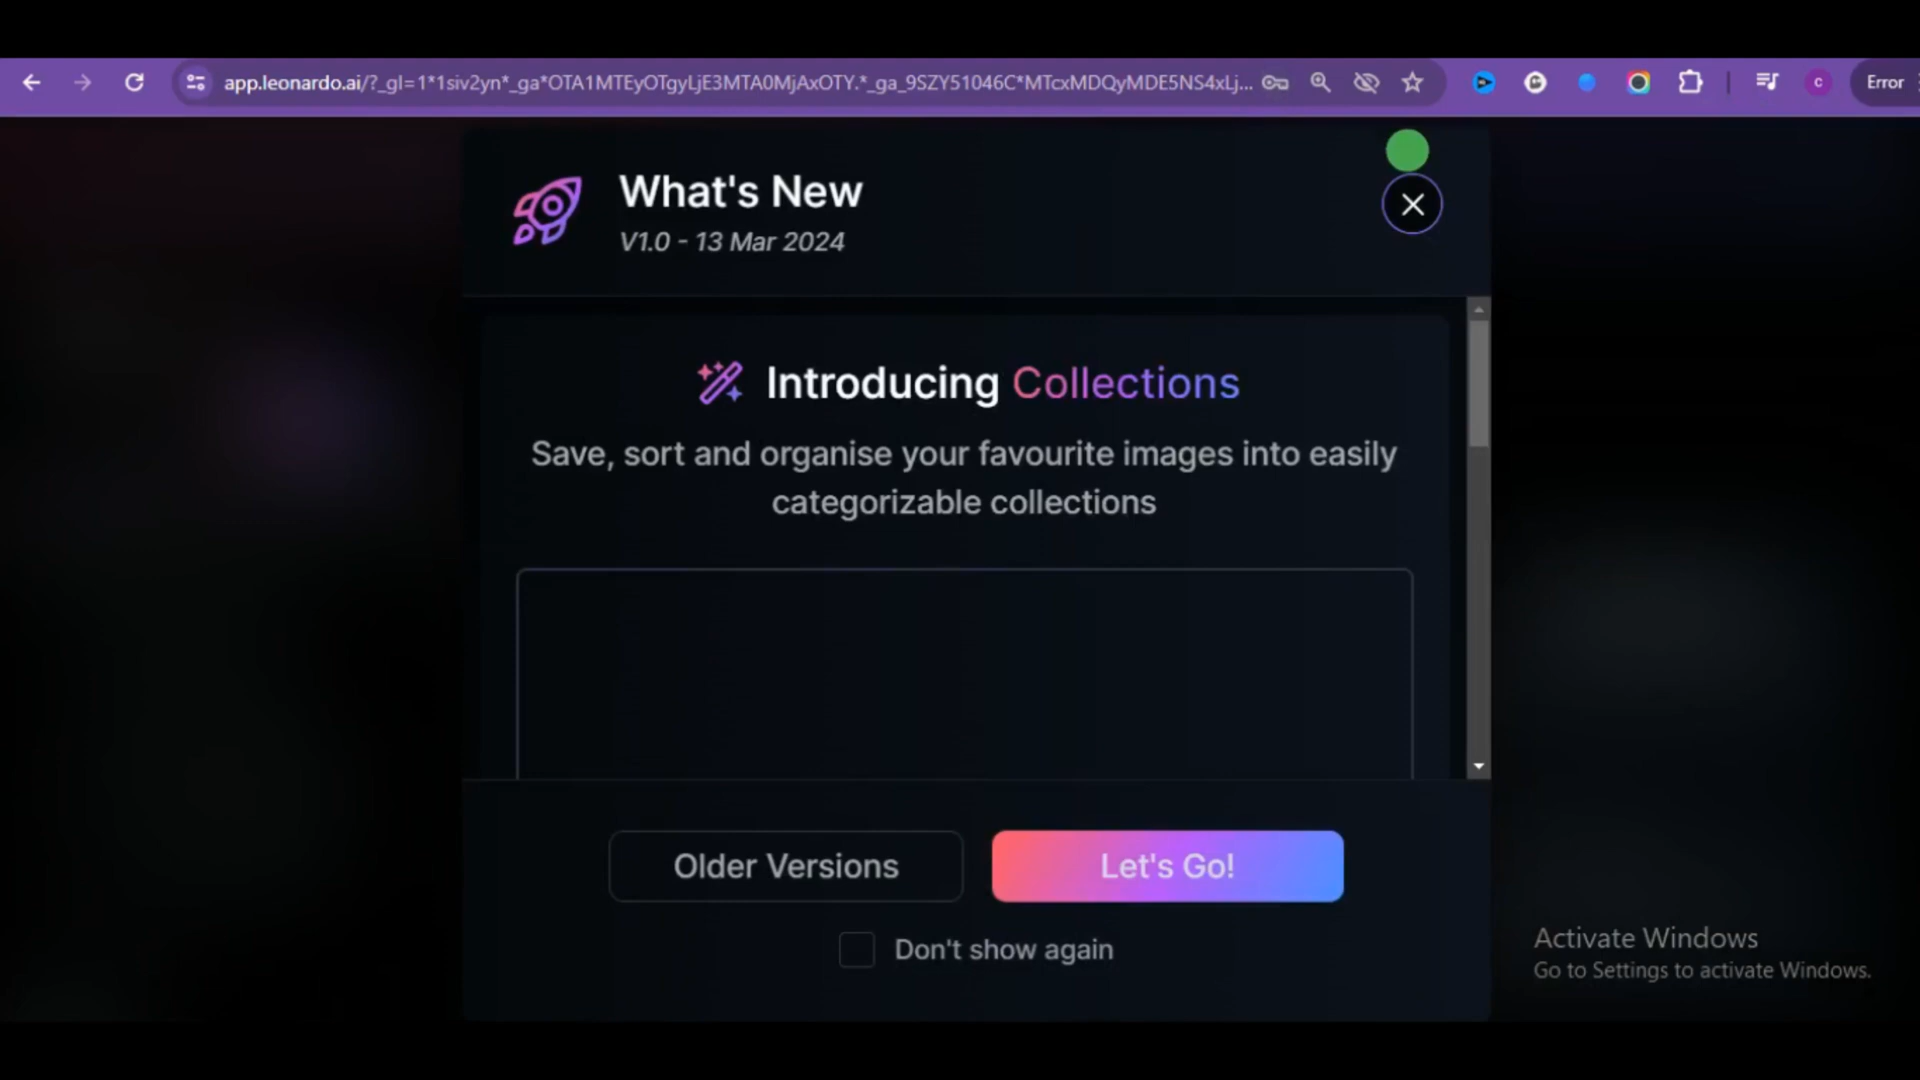 app.leonardo.ai/?_gl=1*1siv2yn*_ga*OTA1MTEyOTgyLjE3MTA0MjAxOTY.*_ga_9SZY51046C*MTcxMDQyMDE5NS4xLj...
c
Error
What's New
V1.0 - 13 Mar 2024
Introducing Collections
Save, sort and organise your favourite images into easily
categorizable collections
Older Versions
Let's Go!
Don't show again
Activate Windows
Go to Settings to activate Windows.